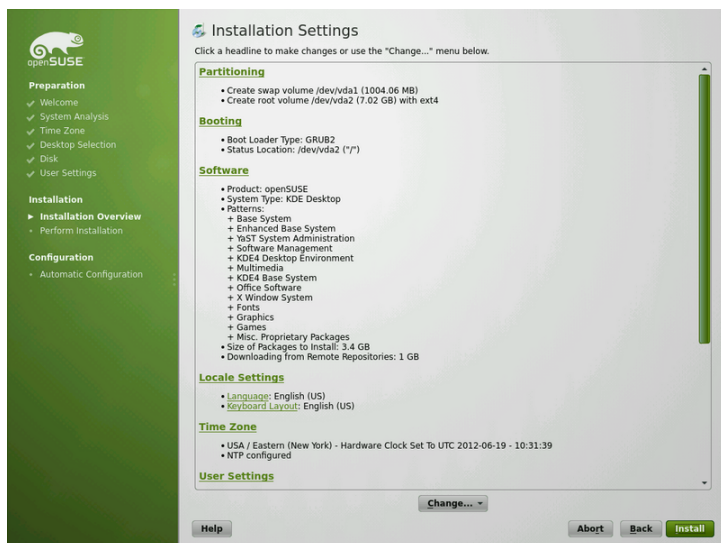 openSUSE
Preparation
Welcome
System Analysis
Time Zone
Desktop Selection
Disk
User Settings
Installation
Installation Overview
Perform Installation
Configuration
Automatic Configuration
Installation Settings
Click a headline to make changes or use the "Change..." menu below.
Partitioning
• Create swap volume /dev/vda1 (1004.06 MB)
• Create root volume /dev/vda2 (7.02 GB) with ext4
Booting
• Boot Loader Type: GRUB2
• Status Location: /dev/vda2 ("/")
Software
• Product: openSUSE
• System Type: KDE Desktop
• Patterns:
+ Base System
+ Enhanced Base System
+ YaST System Administration
+ Software Management
+ KDE4 Desktop Environment
+ Multimedia
+ KDE4 Base System
+ Office Software
+ X Window System
+ Fonts
+ Graphics
+ Games
+ Misc. Proprietary Packages
• Size of Packages to Install: 3.4 GB
• Downloading from Remote Repositories: 1 GB
Locale Settings
• Language: English (US)
• Keyboard Layout: English (US)
Time Zone
• USA / Eastern (New York) - Hardware Clock Set To UTC 2012-06-19 - 10:31:39
• NTP configured
User Settings
Change...
Help
Abort
Back
Install